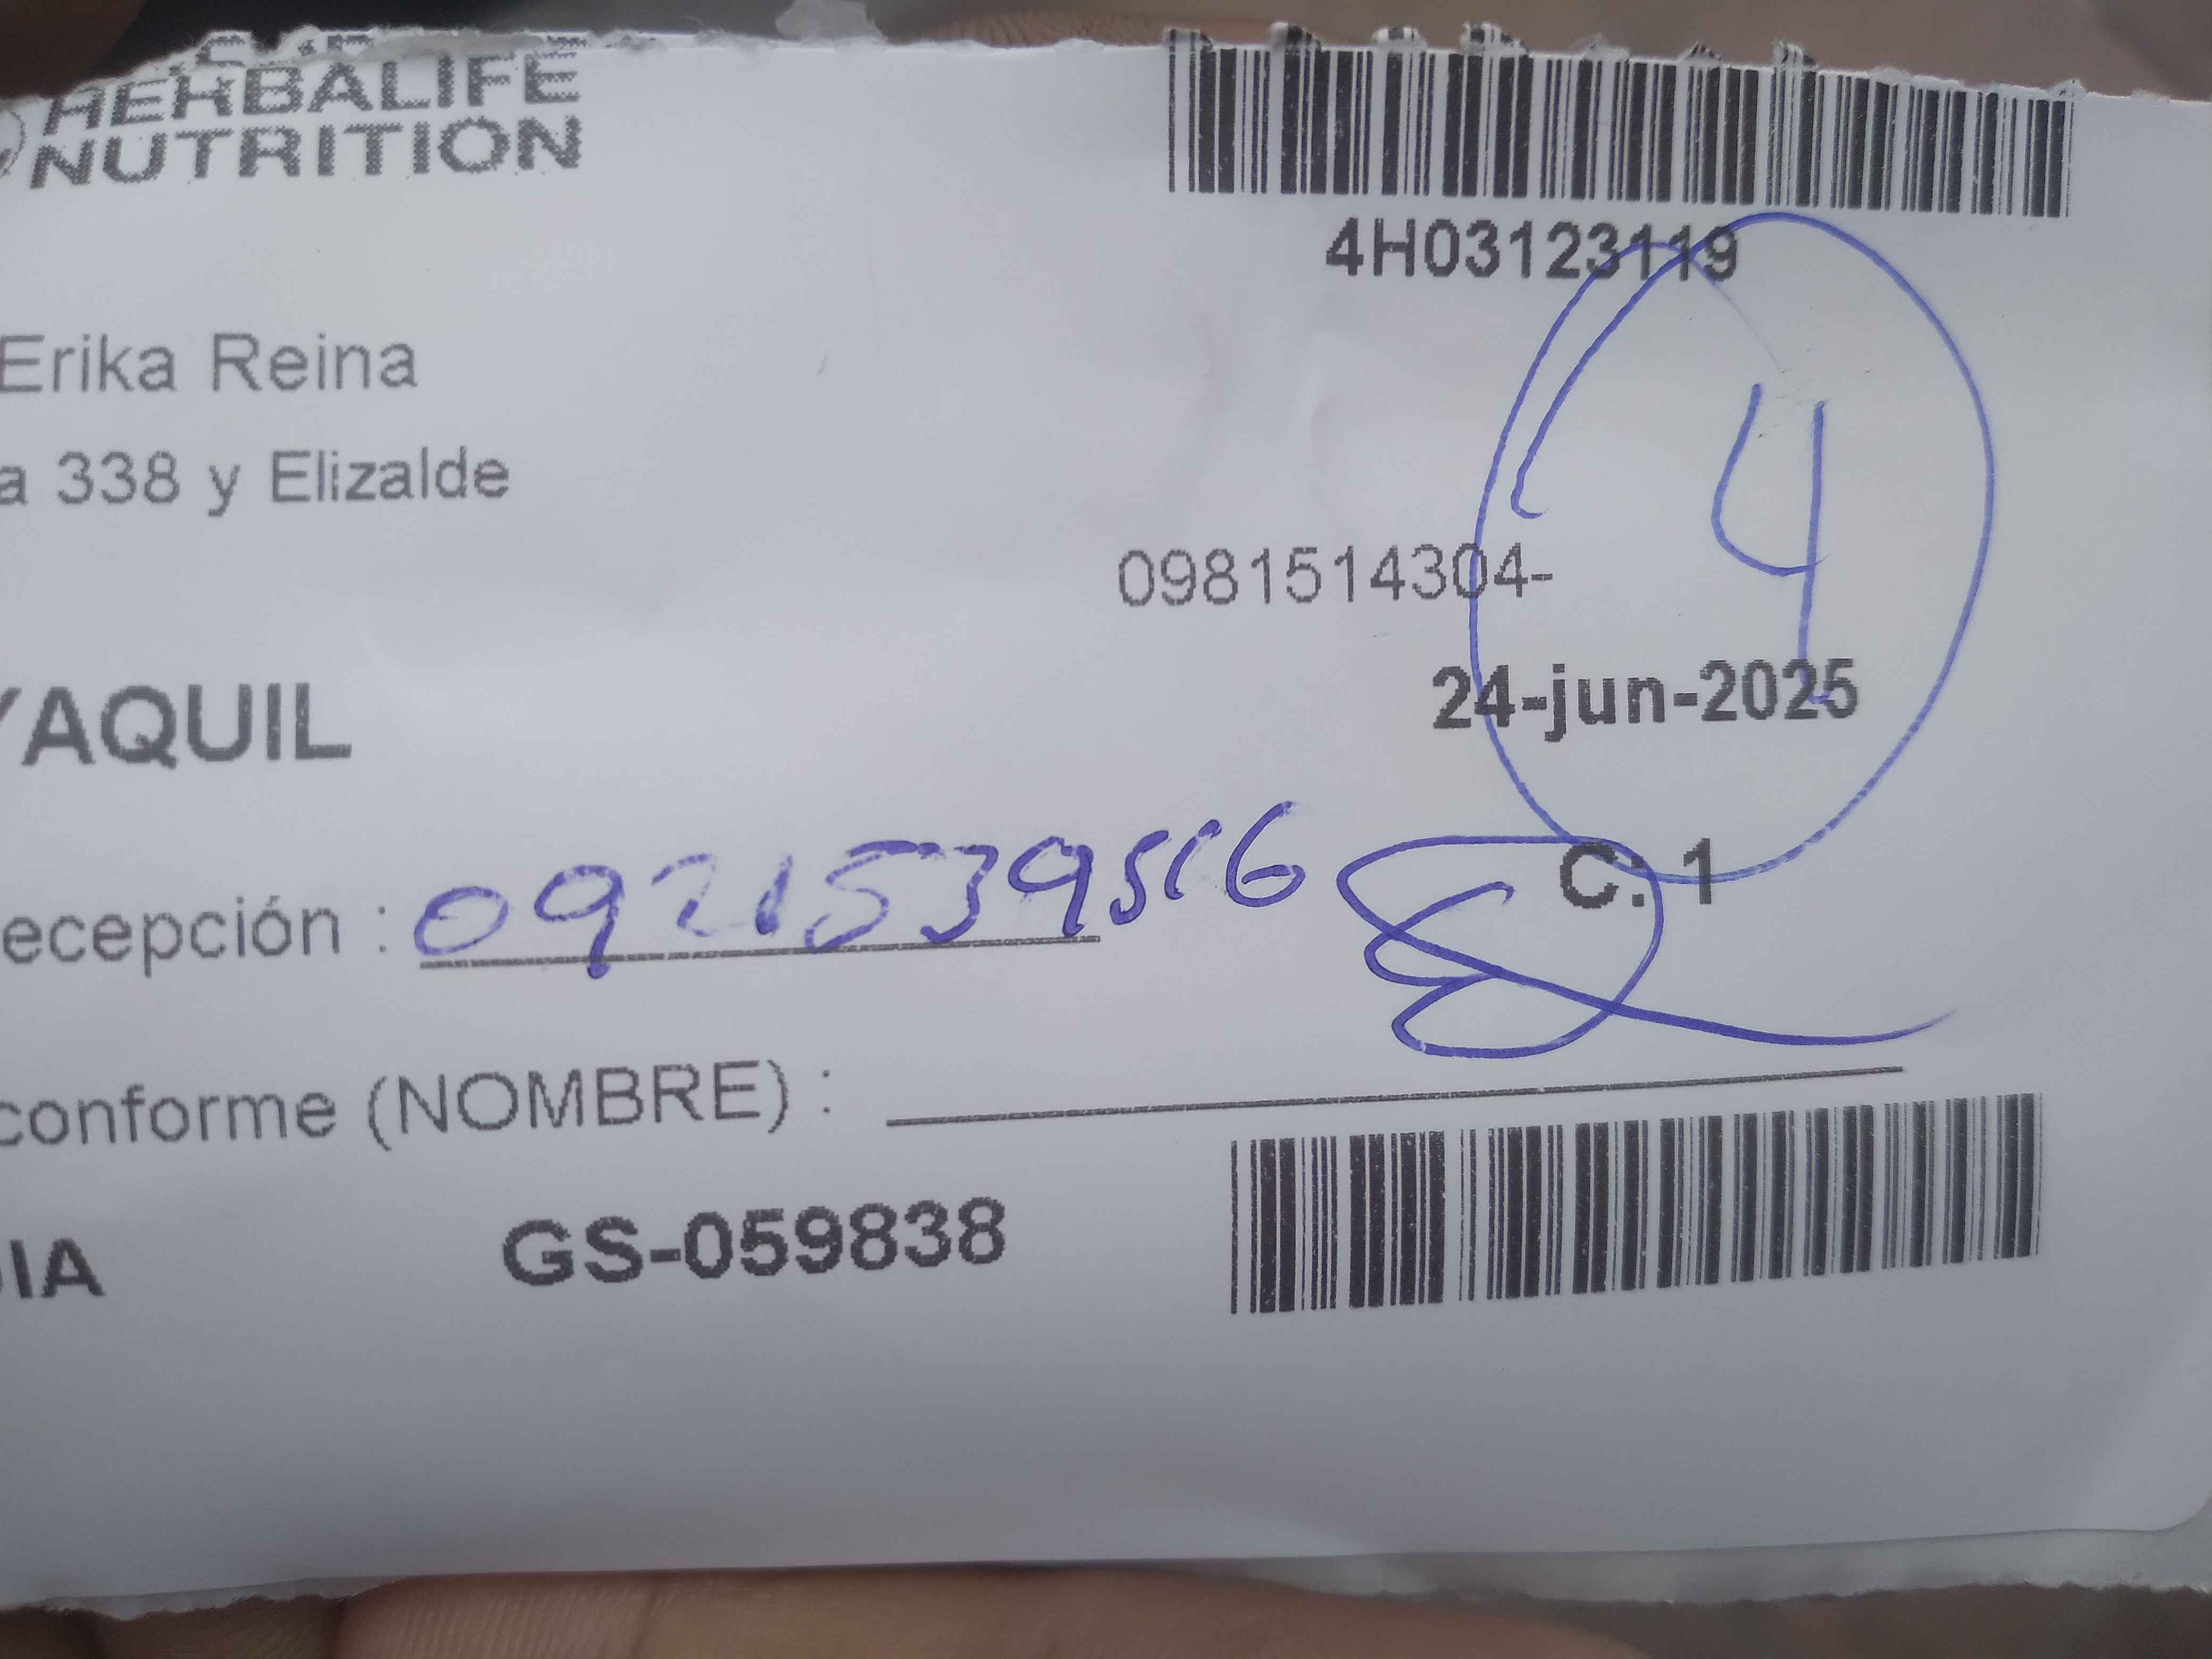 HERBALIFE
NUTRITION
4H03123119
Erika Reina
a 338 y Elizalde
4
0981514304-
24-jun-2025
YAQUIL
C: 1
ecepción : 0921539516
conforme (NOMBRE) :
IA GS-059838